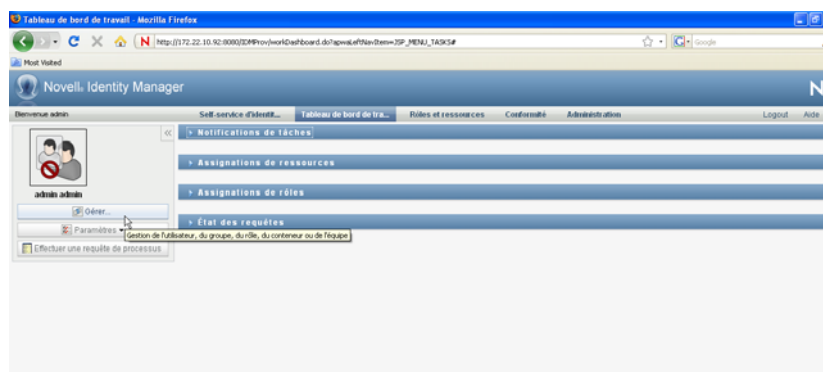 Tableau de bord de travail - Mozilla Firefox
http://172.22.10.92:8080/IDMProv/workDashboard.do?apwaLeftNavItem=JSP_MENU_TASKS#
Google
Most Visited
Novell® Identity Manager
N
Bienvenue admin
Self-service d'identit...
Tableau de bord de tra...
Rôles et ressources
Conformité
Administration
Logout
Aide
Notifications de tâches
Assignations de ressources
Assignations de rôles
État des requêtes
admin admin
Gérer...
Paramètres
Gestion de l'utilisateur, du groupe, du rôle, du conteneur ou de l'équipe
Effectuer une requête de processus